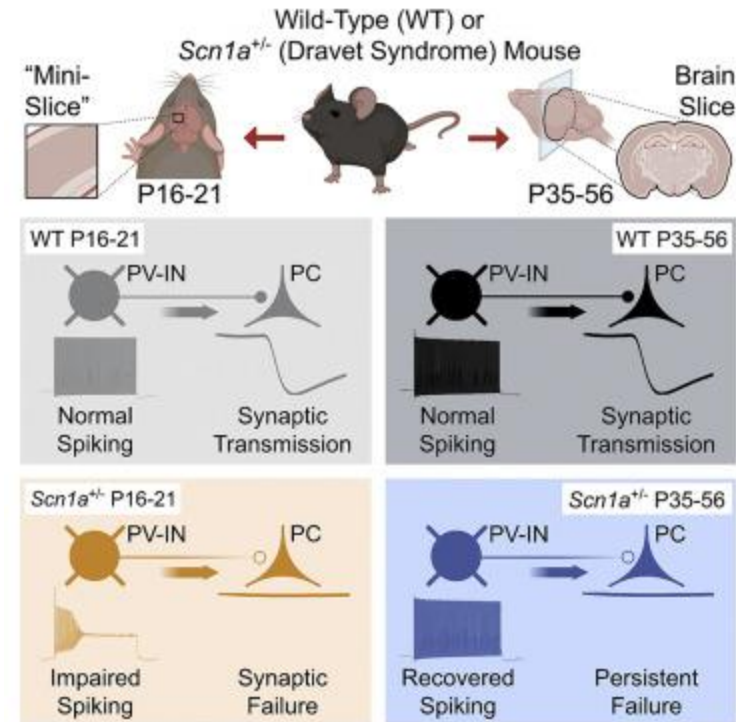 Wild-Type (WT) or
Scn1a+/- (Dravet Syndrome) Mouse
“Mini-
Slice”
Brain
Slice
P16-21
P35-56
WT P16-21
PV-IN
PC
Normal
Spiking
Synaptic
Transmission
WT P35-56
PV-IN
PC
Normal
Spiking
Synaptic
Transmission
Scn1a+/- P16-21
PV-IN
PC
Impaired
Spiking
Synaptic
Failure
Scn1a+/- P35-56
PV-IN
PC
Recovered
Spiking
Persistent
Failure